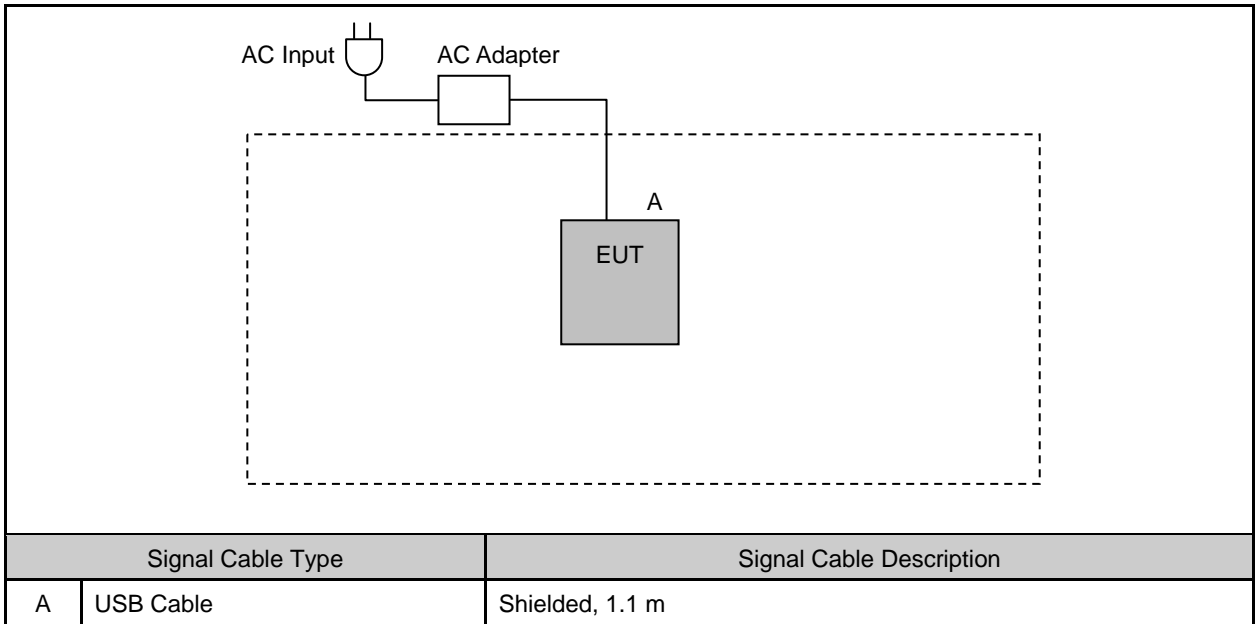 AC Input AC Adapter
A
EUT
Signal Cable Type Signal Cable Description
A USB Cable Shielded, 1.1 m